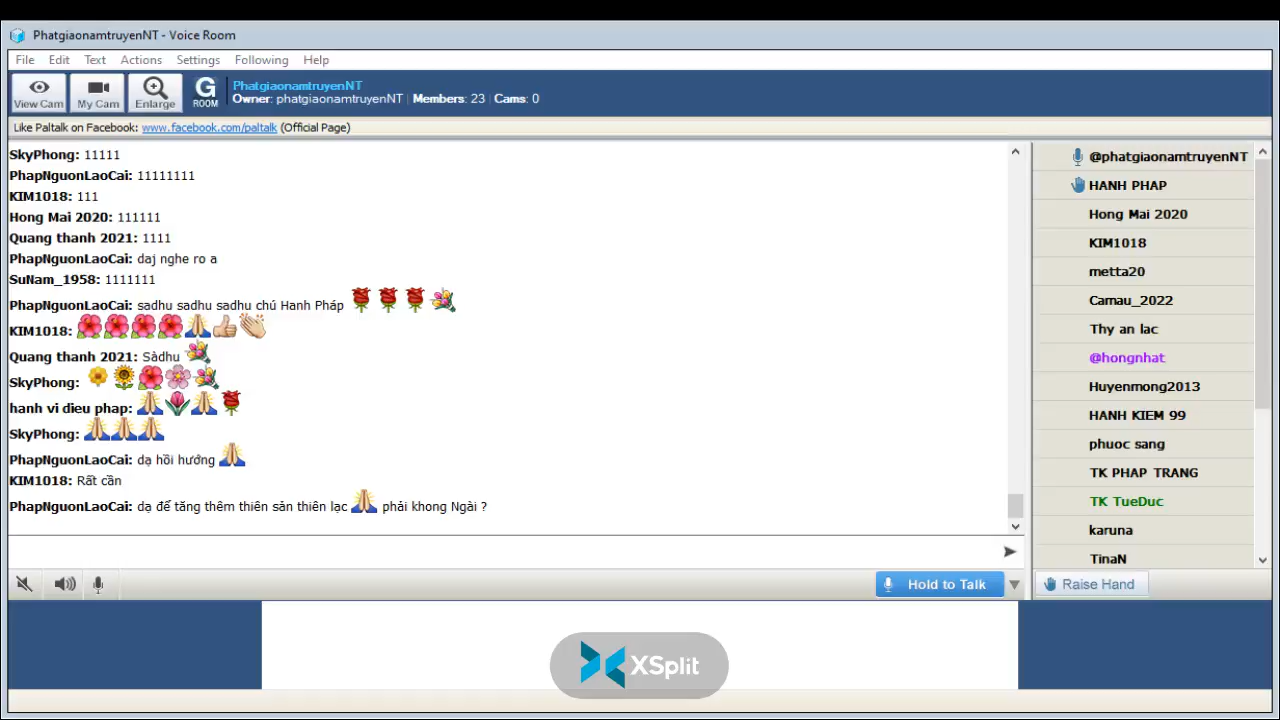 PhatgiaonamtruyenNT - Voice Room
File Edit Text Actions Settings Following Help
View Cam My Cam Enlarge G ROOM
PhatgiaonamtruyenNT
Owner: phatgiaonamtruyenNT Members: 23 Cams: 0
Like Paltalk on Facebook: www.facebook.com/paltalk (Official Page)
SkyPhong: 11111
PhapNguonLaoCai: 11111111
KIM1018: 111
Hong Mai 2020: 111111
Quang thanh 2021: 1111
PhapNguonLaoCai: daj nghe ro a
SuNam_1958: 1111111
PhapNguonLaoCai: sadhu sadhu sadhu chú Hanh Pháp 🌹🌹🌹💐
KIM1018: 🌺🌺🌺🌺🙏👍👏
Quang thanh 2021: Sàdhu 💐
SkyPhong: 🌼🌻🌺🌸💐
hanh vi dieu phap: 🙏🌷🙏🌹
SkyPhong: 🙏🙏🙏
PhapNguonLaoCai: dạ hồi hướng 🙏
KIM1018: Rất cần
PhapNguonLaoCai: dạ để tăng thêm thiên sản thiên lạc 🙏 phải khong Ngài ?
@phatgiaonamtruyenNT
HANH PHAP
Hong Mai 2020
KIM1018
metta20
Camau_2022
Thy an lac
@hongnhat
Huyenmong2013
HANH KIEM 99
phuoc sang
TK PHAP TRANG
TK TueDuc
karuna
TinaN
Hold to Talk
Raise Hand
XSplit